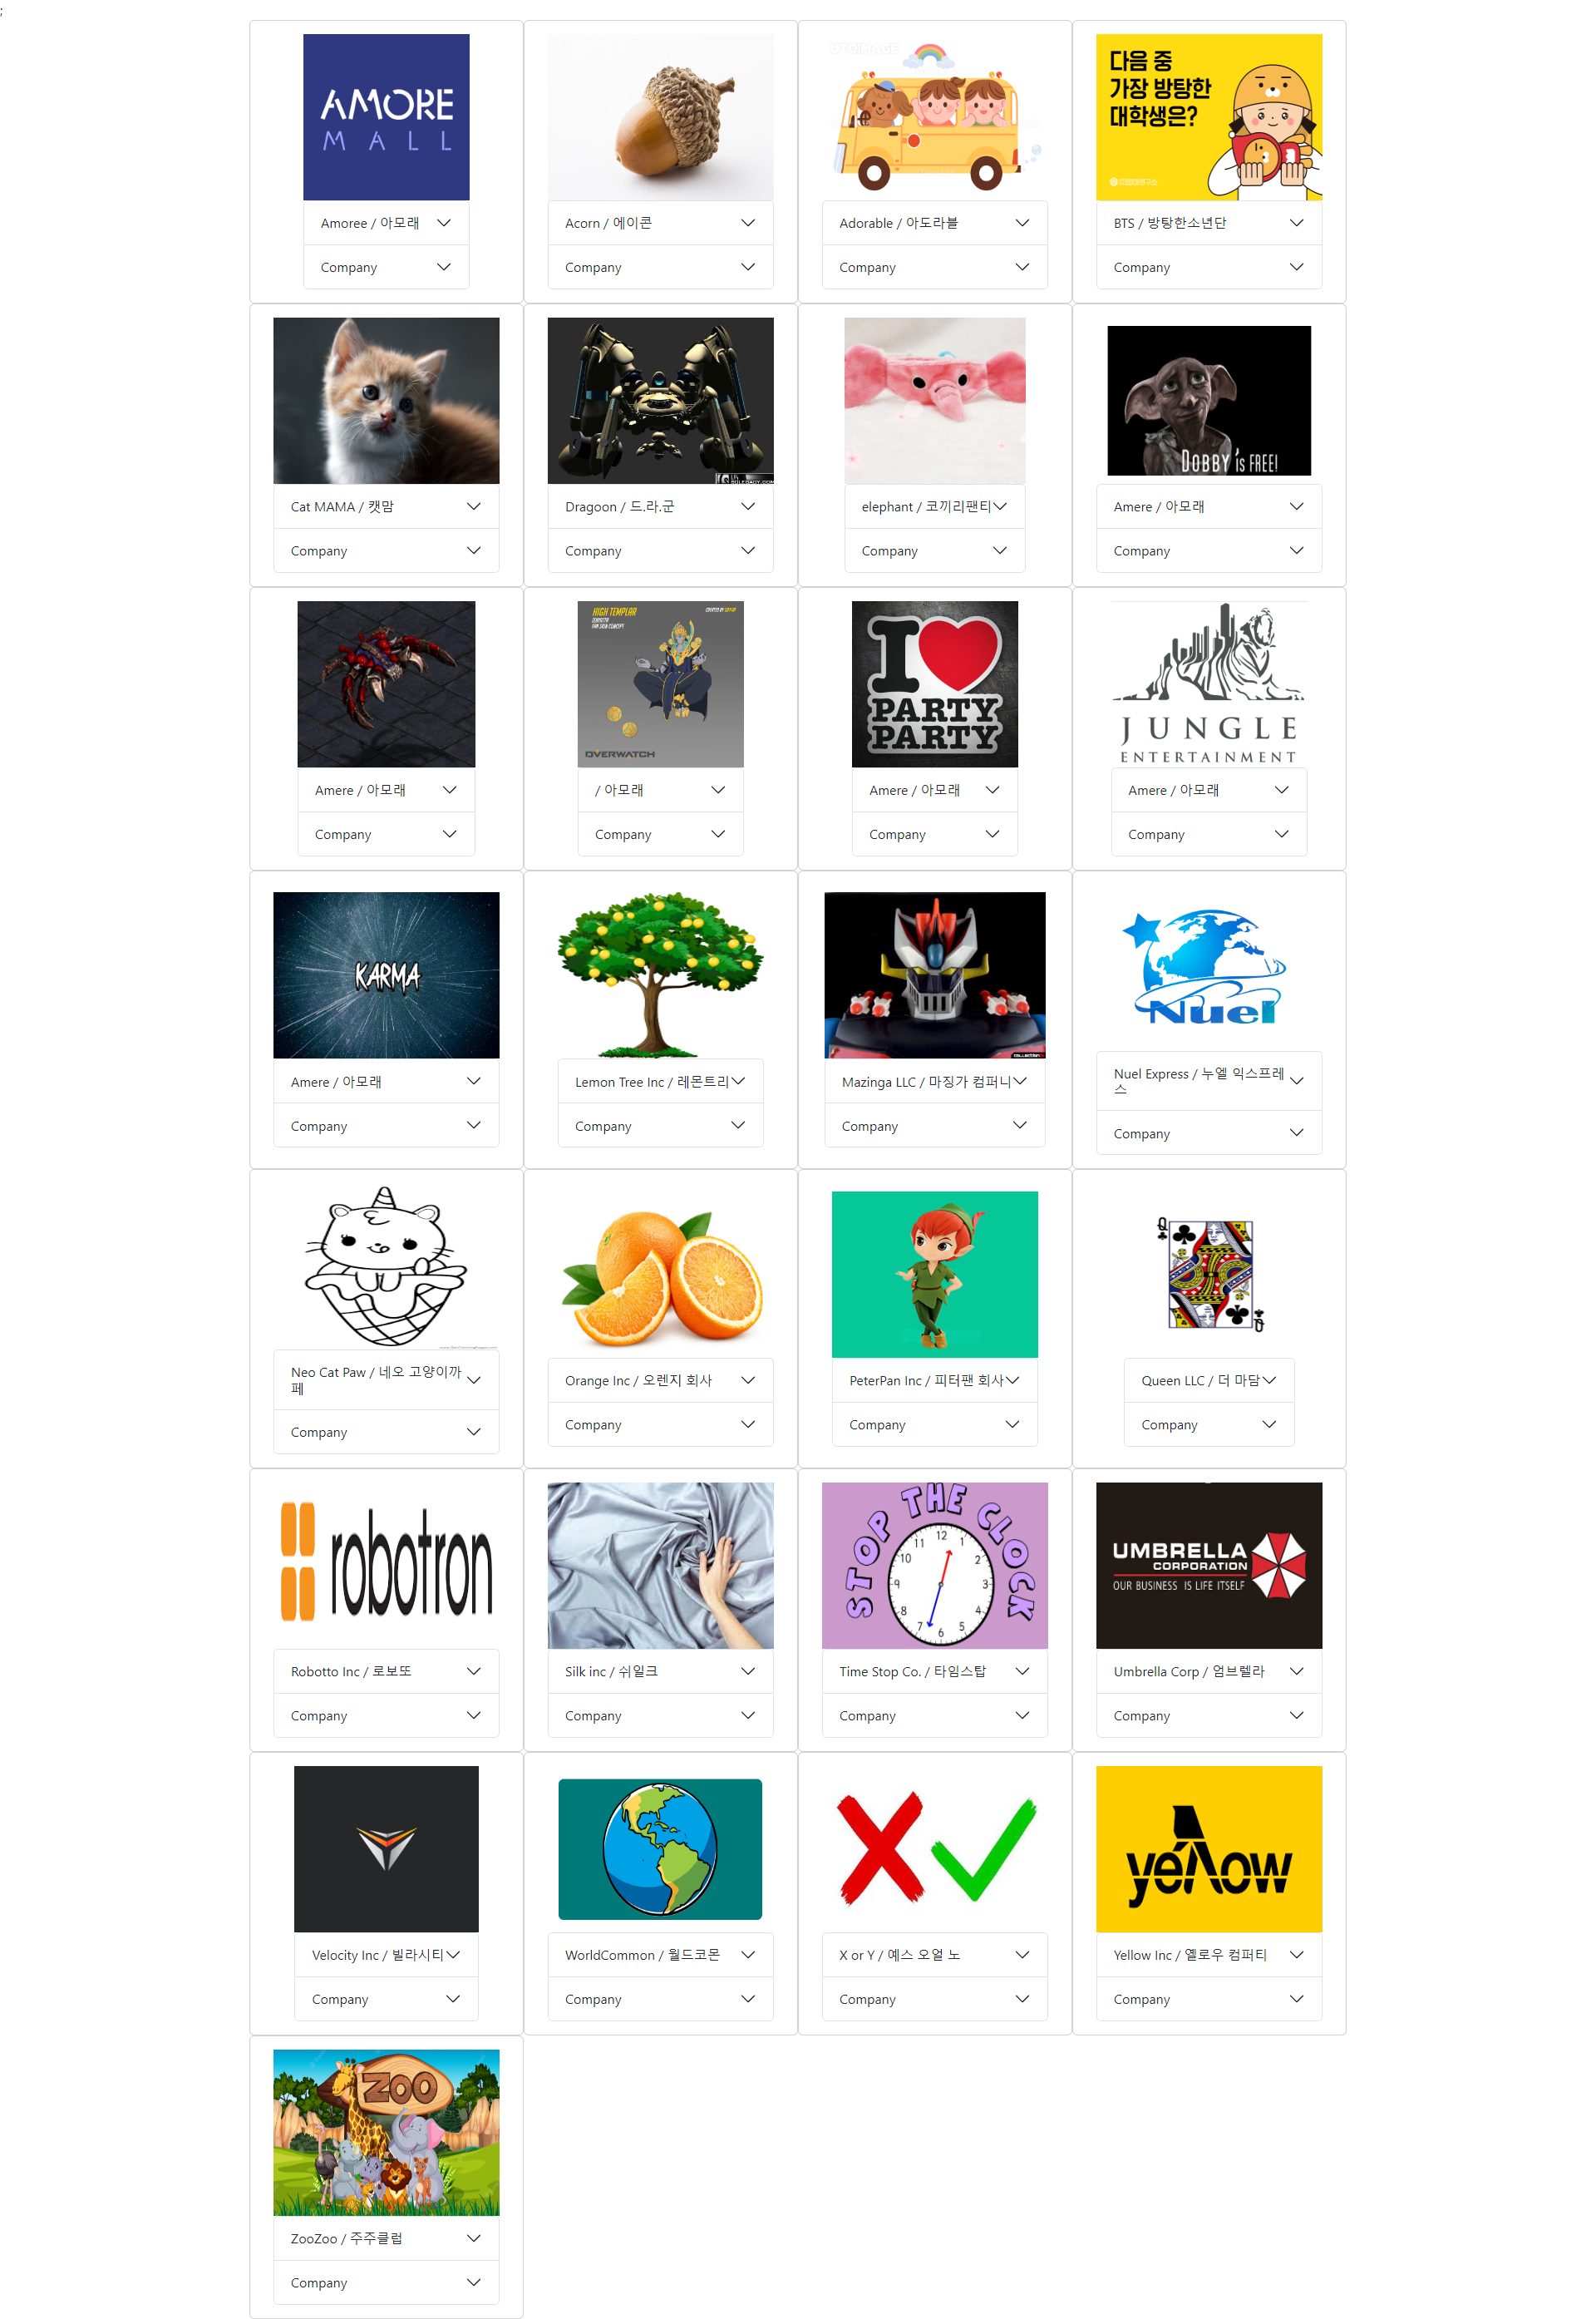 ;
AMORE
MALL
다음 중
가장 방탕한
대학생은?
Amoree / 아모래
Acorn / 에이콘
Adorable / 아도라블
BTS / 방탕한소년단
Company
Company
Company
Company
DOBBY IS FREE!
Cat MAMA / 캣맘
Dragoon / 드.라.군
elephant / 코끼리팬티
Amere / 아모래
Company
Company
Company
Company
HIGH TEMPLAR
OVERWATCH
I
PARTY
PARTY
JUNGLE
ENTERTAINMENT
Amere / 아모래
/ 아모래
Amere / 아모래
Amere / 아모래
Company
Company
Company
Company
KARMA
Nuel
Amere / 아모래
Lemon Tree Inc / 레몬트리
Mazinga LLC / 마징가 컴퍼니
Nuel Express / 누엘 익스프레
스
Company
Company
Company
Company
Q
Q
Neo Cat Paw / 네오 고양이까
페
Orange Inc / 오렌지 회사
PeterPan Inc / 피터팬 회사
Queen LLC / 더 마담
Company
Company
Company
Company
robotron
STOP THE CLOCK
12
1
2
3
4
5
6
7
8
9
10
11
UMBRELLA
CORPORATION
OUR BUSINESS IS LIFE ITSELF
Robotto Inc / 로보또
Silk inc / 쉬일크
Time Stop Co. / 타임스탑
Umbrella Corp / 엄브렐라
Company
Company
Company
Company
yellow
Velocity Inc / 빌라시티
WorldCommon / 월드코몬
X or Y / 예스 오얼 노
Yellow Inc / 옐로우 컴퍼티
Company
Company
Company
Company
ZOO
ZooZoo / 주주클럽
Company